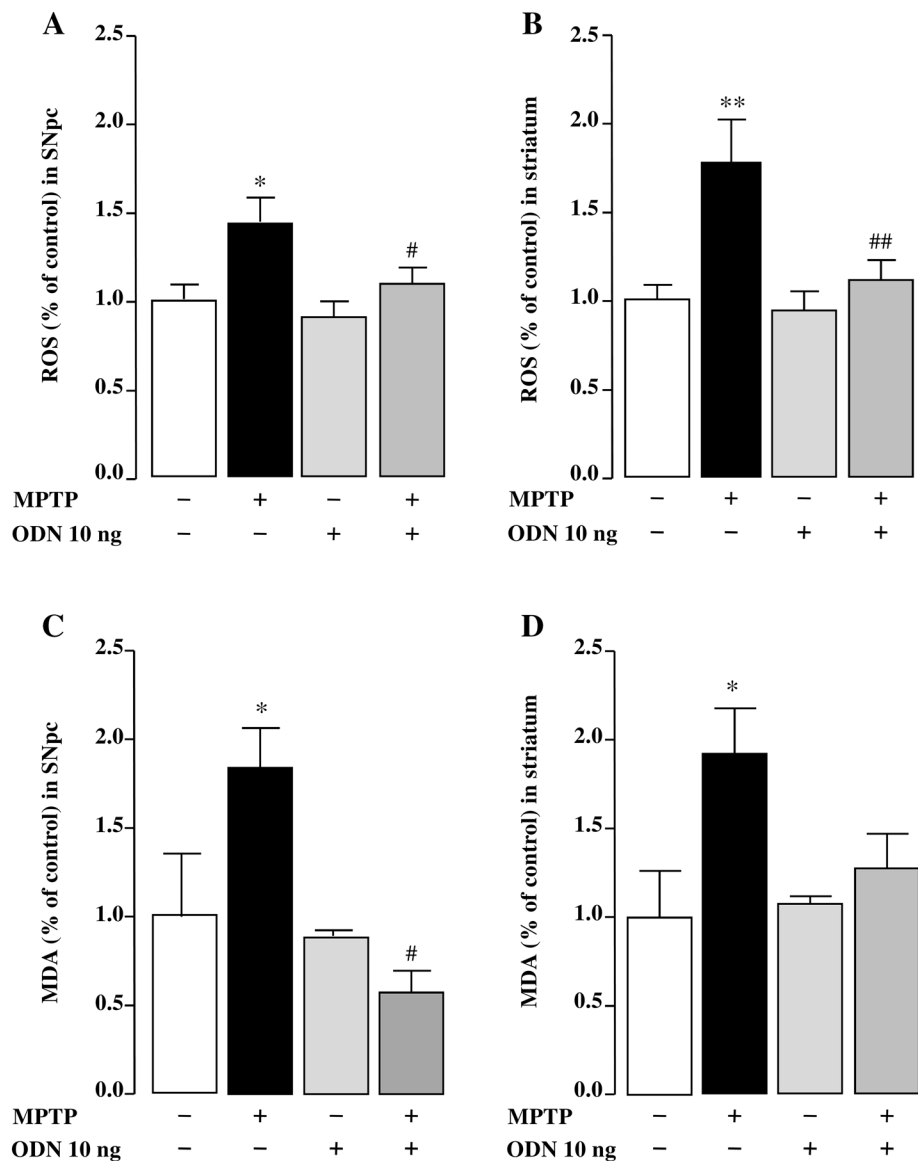 A
ROS (% of control) in SNpc
2.5
2.0
1.5
1.0
0.5
0.0
*
#
MPTP − + − +
ODN 10 ng − − + +
B
ROS (% of control) in striatum
2.5
2.0
1.5
1.0
0.5
0.0
**
##
MPTP − + − +
ODN 10 ng − − + +
C
MDA (% of control) in SNpc
2.5
2.0
1.5
1.0
0.5
0.0
*
#
MPTP − + − +
ODN 10 ng − − + +
D
MDA (% of control) in striatum
2.5
2.0
1.5
1.0
0.5
0.0
*
MPTP − + − +
ODN 10 ng − − + +